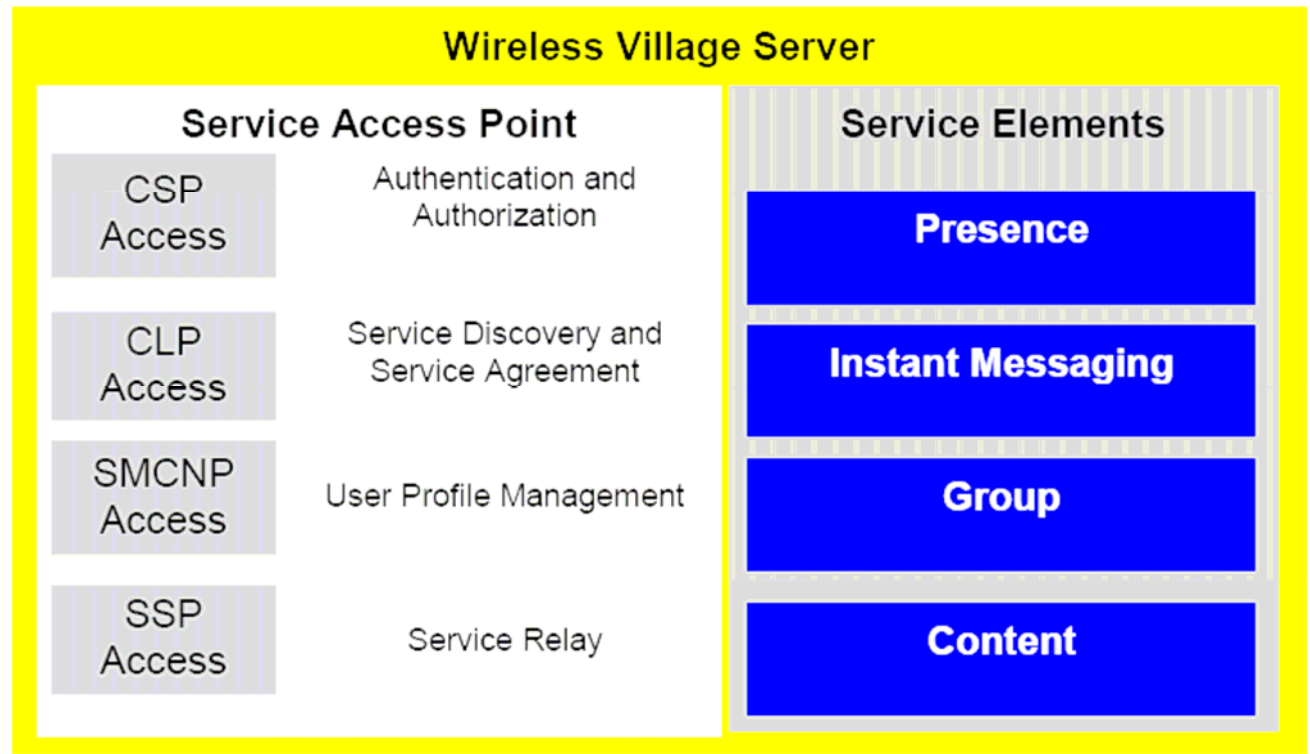 Wireless Village Server
Service Access Point
CSP
Access
Authentication and
Authorization
CLP
Access
Service Discovery and
Service Agreement
SMCNP
Access
User Profile Management
SSP
Access
Service Relay
Service Elements
Presence
Instant Messaging
Group
Content